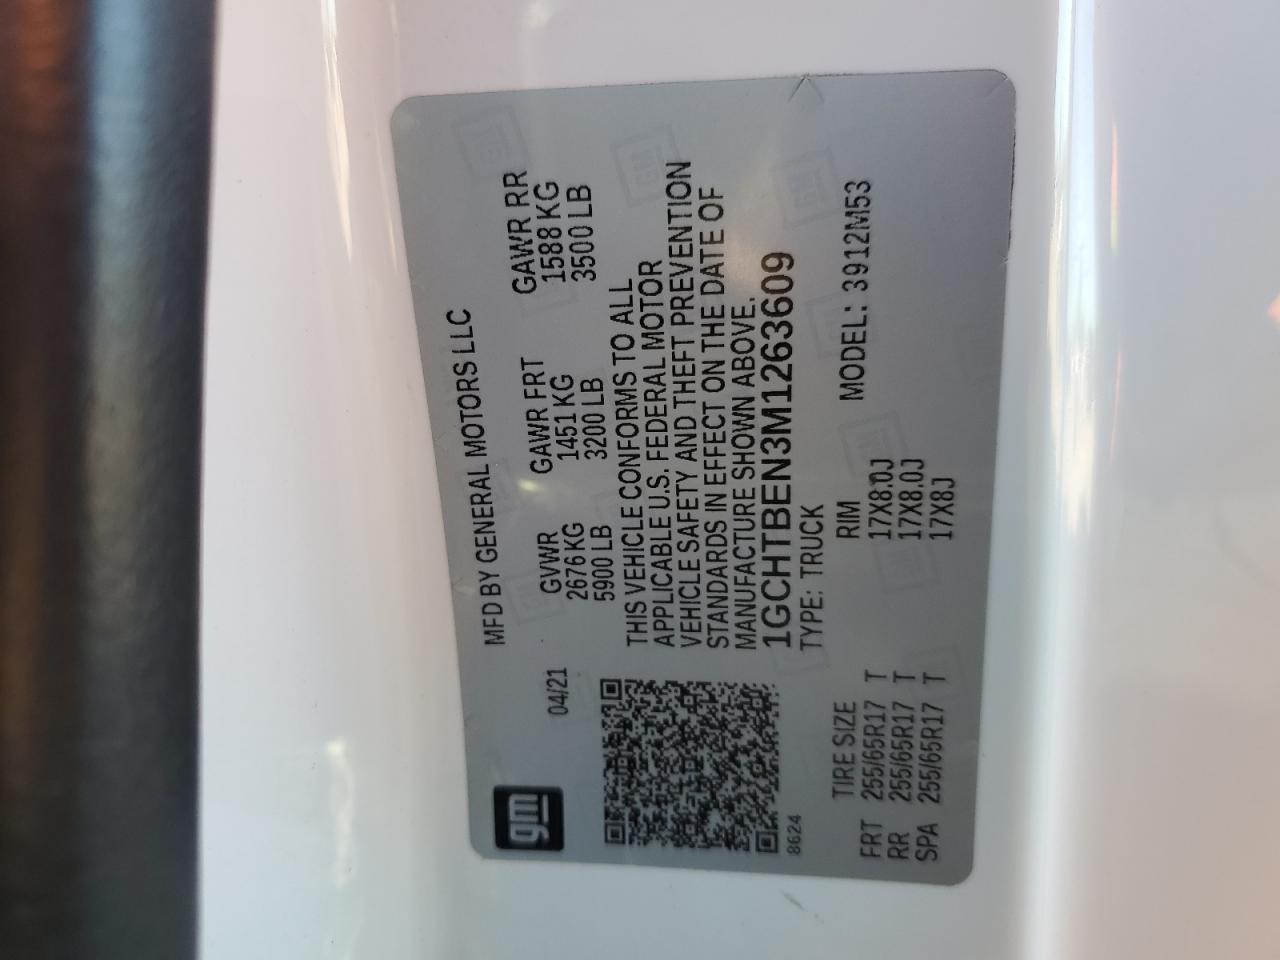 gm
MFD BY GENERAL MOTORS LLC
04/21
GVWR GAWR FRT GAWR RR
2676 KG 1451 KG 1588 KG
5900 LB 3200 LB 3500 LB
THIS VEHICLE CONFORMS TO ALL
APPLICABLE U.S. FEDERAL MOTOR
VEHICLE SAFETY AND THEFT PREVENTION
STANDARDS IN EFFECT ON THE DATE OF
MANUFACTURE SHOWN ABOVE.
1GCHTBEN3M1263609
8624
TYPE: TRUCK
TIRE SIZE RIM MODEL: 3912M53
FRT 255/65R17 T 17X8.0J
RR 255/65R17 T 17X8.0J
SPA 255/65R17 T 17X8J